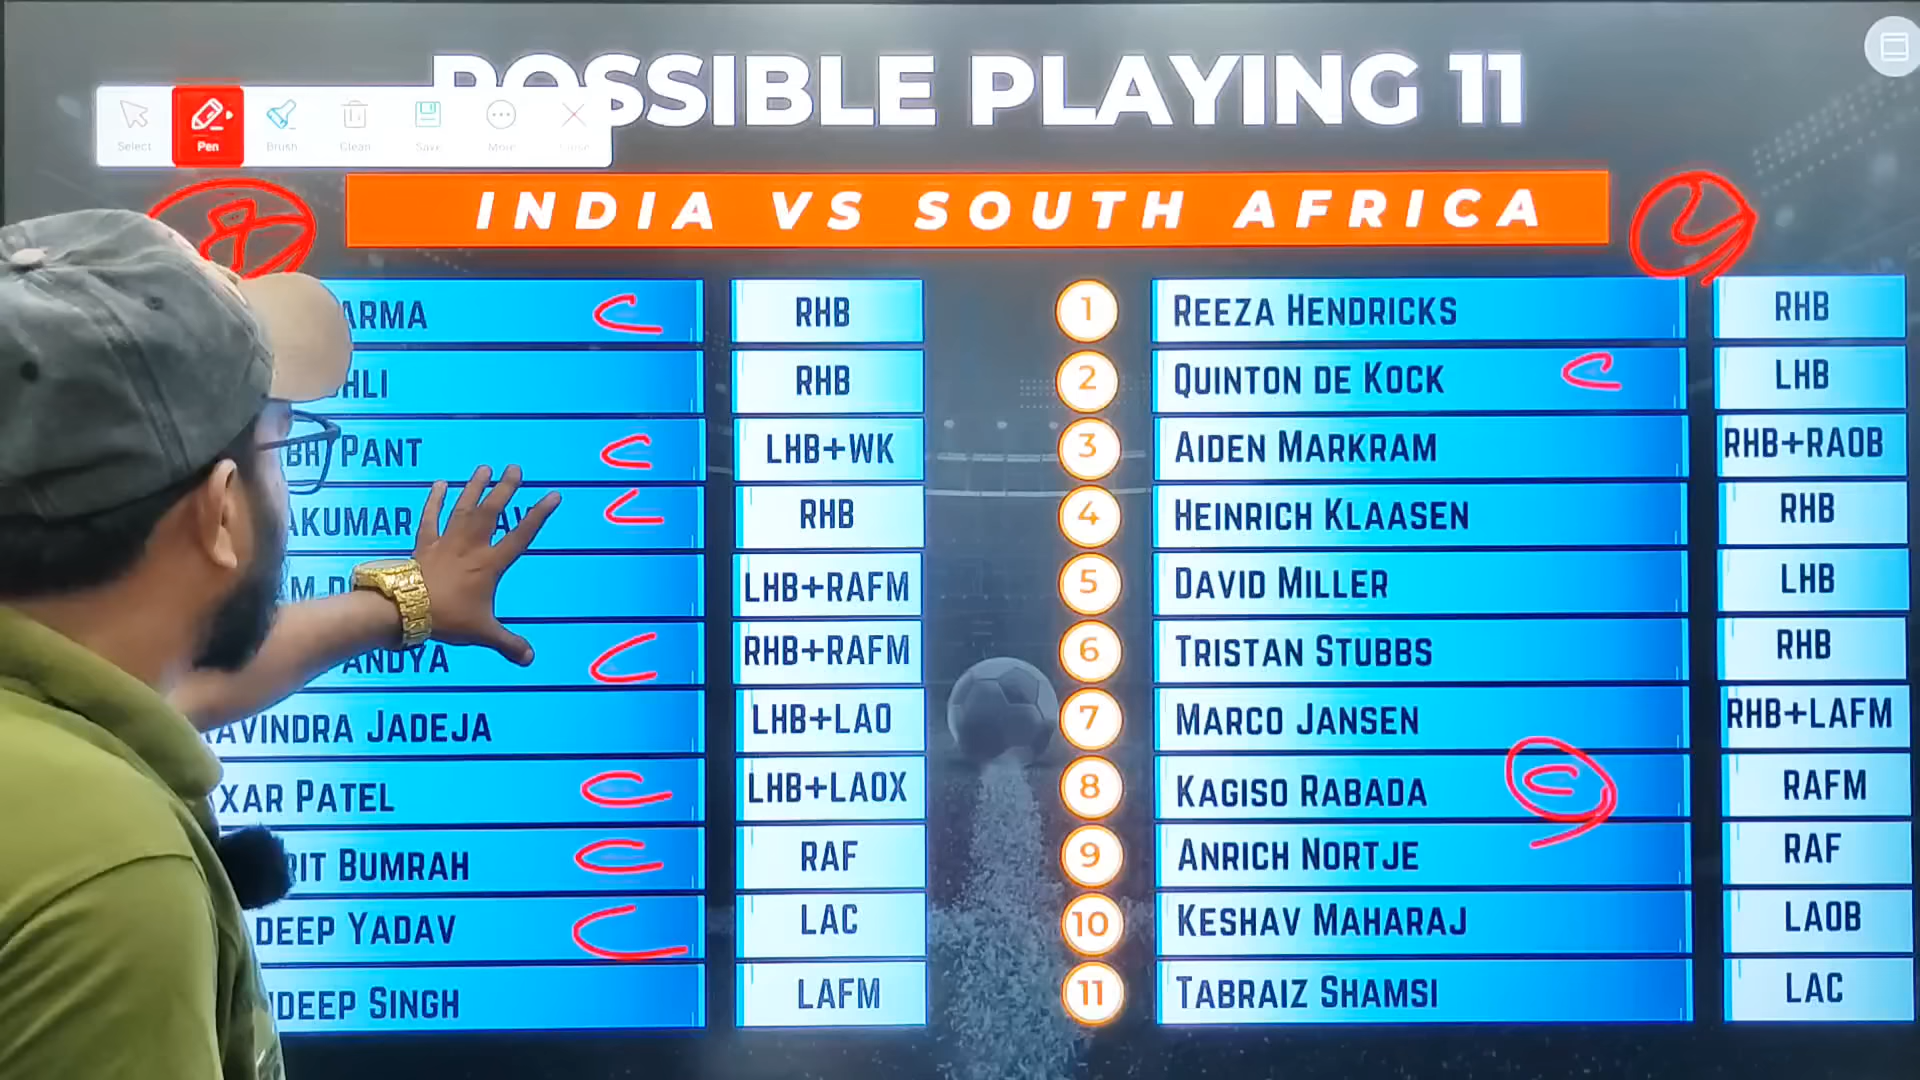 POSSIBLE PLAYING 11
Select Pen Brush Clean Save More
INDIA VS SOUTH AFRICA
8
ARMA C RHB 1 REEZA HENDRICKS RHB
HLI RHB 2 QUINTON DE KOCK C LHB
BH PANT C LHB+WK 3 AIDEN MARKRAM RHB+RAOB
AKUMAR AV C RHB 4 HEINRICH KLAASEN RHB
M D LHB+RAFM 5 DAVID MILLER LHB
ANDYA C RHB+RAFM 6 TRISTAN STUBBS RHB
AVINDRA JADEJA LHB+LAO 7 MARCO JANSEN RHB+LAFM
XAR PATEL C LHB+LAOX 8 KAGISO RABADA C RAFM
RIT BUMRAH C RAF 9 ANRICH NORTJE RAF
DEEP YADAV C LAC 10 KESHAV MAHARAJ LAOB
DEEP SINGH LAFM 11 TABRAIZ SHAMSI LAC